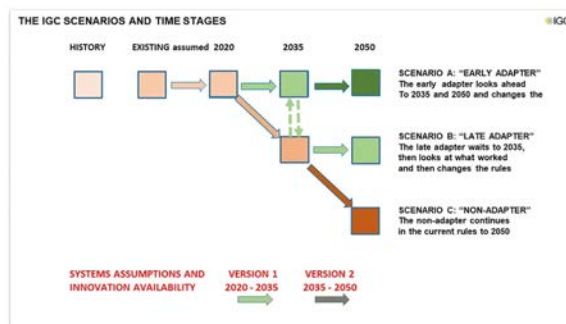 THE IGC SCENARIOS AND TIME STAGES
IGC
HISTORY EXISTING assumed 2020 2035 2050
SCENARIO A: "EARLY ADAPTER"
The early adapter looks ahead
To 2035 and 2050 and changes the
SCENARIO B: "LATE ADAPTER"
The late adapter waits to 2035,
then looks at what worked
and then changes the rules
SCENARIO C: "NON-ADAPTER"
The non-adapter continues
in the current rules to 2050
SYSTEMS ASSUMPTIONS AND VERSION 1 VERSION 2
INNOVATION AVAILABILITY 2020 - 2035 2035 - 2050